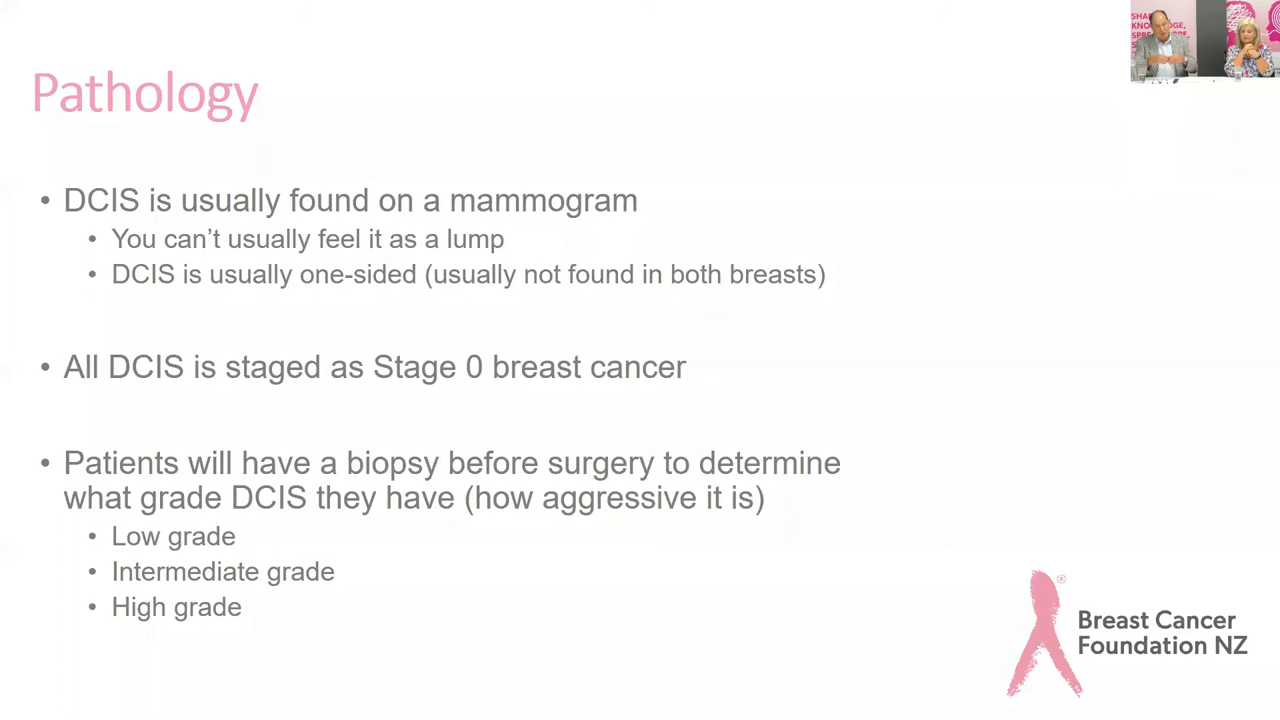 SHAR
KNOWLEDGE,
Pathology
• DCIS is usually found on a mammogram
• You can’t usually feel it as a lump
• DCIS is usually one-sided (usually not found in both breasts)
• All DCIS is staged as Stage 0 breast cancer
• Patients will have a biopsy before surgery to determine
what grade DCIS they have (how aggressive it is)
• Low grade
• Intermediate grade
• High grade
®
Breast Cancer
Foundation NZ